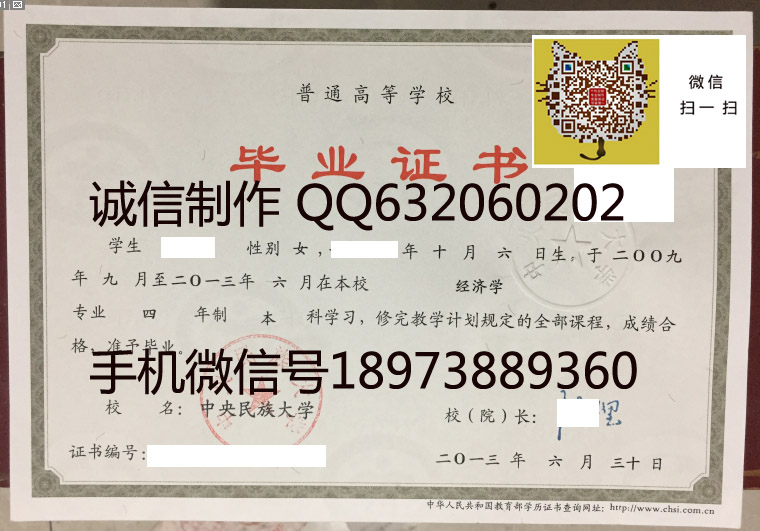 普通高等学校
微信
扫一扫
毕业证书
诚信制作 QQ632060202
学生 性别 女, 年 十 月 六 日生,于 二〇〇九
年 九 月至二〇一三年 六 月在本校 经济学
专业 四 年制 本 科学习,修完教学计划规定的全部课程,成绩合
格,准予毕业。
手机微信号18973889360
校 名: 中央民族大学 校(院)长:
证书编号:
二〇一三 年 六 月 三十 日
中华人民共和国教育部学历证书查询网址: http://www.chsi.com.cn